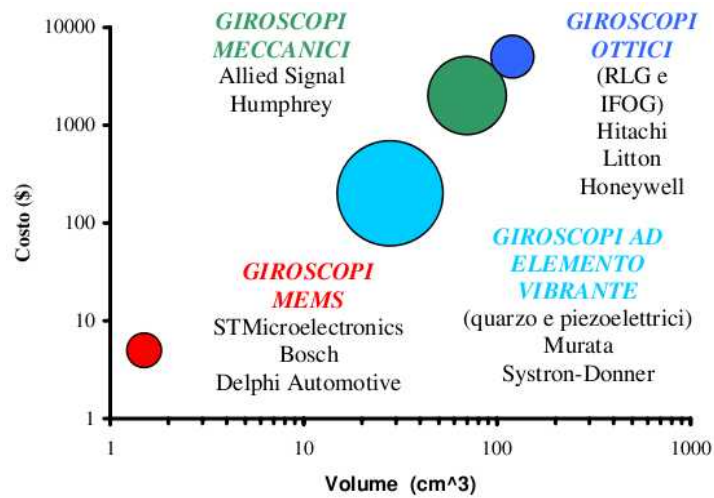 GIROSCOPI
MECCANICI
Allied Signal
Humphrey
GIROSCOPI
OTTICI
(RLG e
IFOG)
Hitachi
Litton
Honeywell
GIROSCOPI AD
ELEMENTO
VIBRANTE
(quarzo e piezoelettrici)
Murata
Systron-Donner
GIROSCOPI
MEMS
STMicroelectronics
Bosch
Delphi Automotive
Costo ($)
10000
1000
100
10
1
1
10
100
1000
Volume (cm^3)